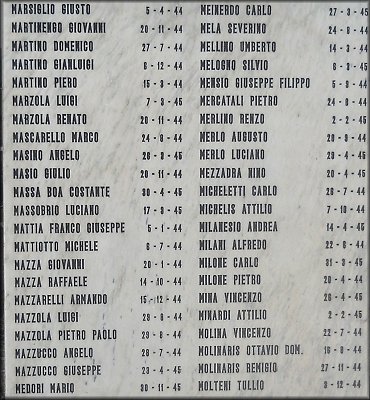 MARSIGLIO GIUSTO 5-4-44
MARTINENGO GIOVANNI 20-11-44
MARTINO DOMENICO 27-7-44
MARTINO GIANLUIGI 8-12-44
MARTINO PIERO 15-3-44
MARZOLA LUIGI 7-3-45
MARZOLA RENATO 20-11-44
MASCARELLO MARCO 24-6-44
MASINO ANGELO 26-3-45
MASIO GIULIO 20-11-44
MASSA BOA COSTANTE 30-4-45
MASSOBRIO LUCIANO 17-3-45
MATTIA FRANCO GIUSEPPE 5-1-44
MATTIOTTO MICHELE 6-7-44
MAZZA GIOVANNI 20-1-44
MAZZA RAFFAELE 14-10-44
MAZZARELLI ARMANDO 15-12-44
MAZZOLA LUIGI 28-8-44
MAZZOLA PIETRO PAOLO 29-8-44
MAZZUCCO ANGELO 28-7-44
MAZZUCCO GIUSEPPE 23-4-45
MEDORI MARIO 30-11-45
MEINERDO CARLO 27-3-45
MELA SEVERINO 24-8-44
MELLINO UMBERTO 14-3-44
MELOGNO SILVIO 6-3-45
MENSIO GIUSEPPE FILIPPO 5-9-44
MERCATALI PIETRO 24-8-44
MERLINO RENZO 2-2-45
MERLO AUGUSTO 20-9-44
MERLO LUCIANO 28-4-45
MEZZADRA NINO 20-4-45
MICHELETTI CARLO 26-7-44
MICHELIS ATTILIO 7-10-44
MILANESIO ANDREA 14-4-45
MILANI ALFREDO 22-8-44
MILONE CARLO 31-3-45
MILONE PIETRO 20-4-44
MINA VINCENZO 26-4-45
MINARDI ATTILIO 2-2-45
MOLINA VINCENZO 22-7-44
MOLINARIS OTTAVIO DOM. 16-8-44
MOLINARIS REMIGIO 27-11-44
MOLTENI TULLIO 3-12-44